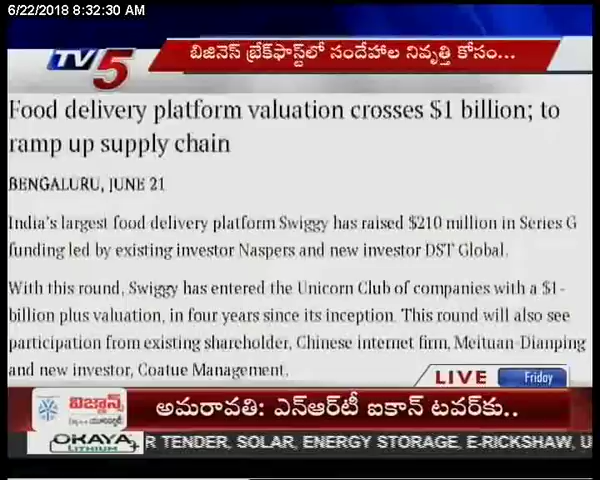 6/22/2018 8:32:30 AM
TV5
బిజినెస్ బ్రేక్‌ఫాస్ట్‌లో సందేహాల నివృత్తి కోసం...
Food delivery platform valuation crosses $1 billion; to
ramp up supply chain
BENGALURU, JUNE 21
India's largest food delivery platform Swiggy has raised $210 million in Series G
funding led by existing investor Naspers and new investor DST Global.
With this round, Swiggy has entered the Unicorn Club of companies with a $1-
billion plus valuation, in four years since its inception. This round will also see
participation from existing shareholder, Chinese internet firm, Meituan-Dianping
and new investor, Coatue Management.
LIVE Friday
విజ్ఞాన్స్
అమరావతి: ఎన్ఆర్‌టీ ఐకాన్ టవర్‌కు..
OKAYA
LITHIUM
R TENDER, SOLAR, ENERGY STORAGE, E-RICKSHAW, U